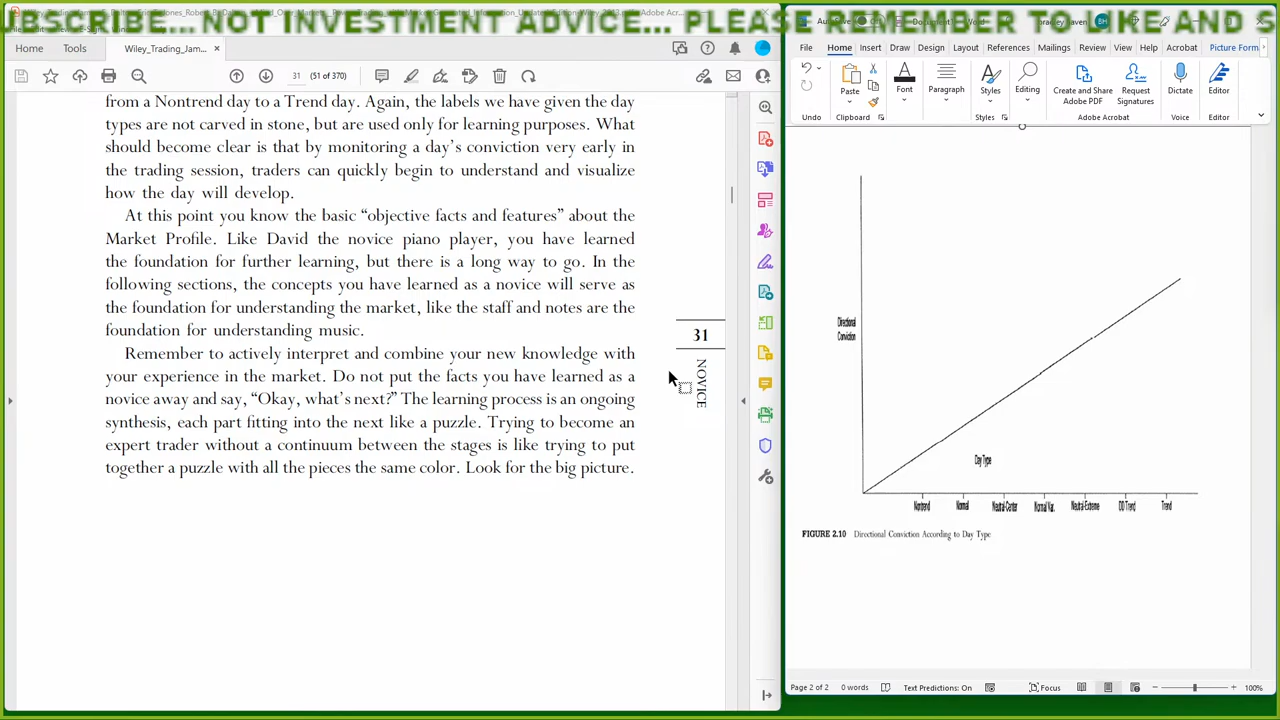 UBSCRIBE.... NOT INVESTMENT ADVICE... PLEASE REMEMBER TO LIKE AND S
Home Tools Wiley_Trading_Jam... ×
31 (51 of 370)
from a Nontrend day to a Trend day. Again, the labels we have given the day
types are not carved in stone, but are used only for learning purposes. What
should become clear is that by monitoring a day's conviction very early in
the trading session, traders can quickly begin to understand and visualize
how the day will develop.
At this point you know the basic “objective facts and features” about the
Market Profile. Like David the novice piano player, you have learned
the foundation for further learning, but there is a long way to go. In the
following sections, the concepts you have learned as a novice will serve as
the foundation for understanding the market, like the staff and notes are the
foundation for understanding music.
Remember to actively interpret and combine your new knowledge with
your experience in the market. Do not put the facts you have learned as a
novice away and say, “Okay, what's next?” The learning process is an ongoing
synthesis, each part fitting into the next like a puzzle. Trying to become an
expert trader without a continuum between the stages is like trying to put
together a puzzle with all the pieces the same color. Look for the big picture.
31
NOVICE
File Home Insert Draw Design Layout References Mailings Review View Help Acrobat Picture Form
Paste Font Paragraph Styles Editing Create and Share Adobe PDF Request Signatures Dictate Editor
Undo Clipboard Styles Adobe Acrobat Voice Editor
Directional
Conviction
Day Type
Nontrend Normal Neutral-Center Normal Var. Neutral-Extreme DD Trend Trend
FIGURE 2.10 Directional Conviction According to Day Type
Page 2 of 2 0 words Text Predictions: On Focus 100%